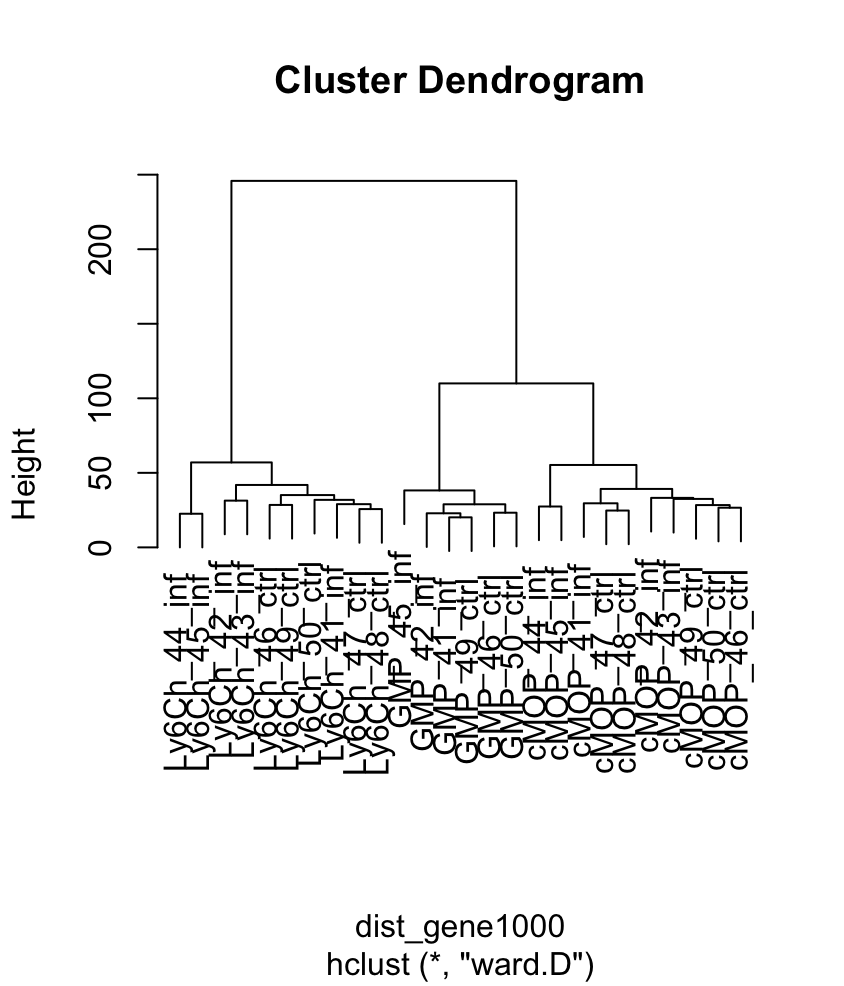 Cluster Dendrogram
Height
0
50
100
200
Ly6Ch_44_inf
Ly6Ch_45_inf
Ly6Ch_42_inf
Ly6Ch_43_inf
Ly6Ch_46_ctrl
Ly6Ch_49_ctrl
Ly6Ch_50_ctrl
Ly6Ch_41_inf
Ly6Ch_47_ctrl
Ly6Ch_48_ctrl
GMP_45_inf
GMP_42_inf
GMP_41_inf
GMP_49_ctrl
GMP_46_ctrl
GMP_50_ctrl
cMOP_44_inf
cMOP_45_inf
cMOP_41_inf
cMOP_47_ctrl
cMOP_48_ctrl
cMOP_42_inf
cMOP_43_inf
cMOP_49_ctrl
cMOP_50_ctrl
cMOP_46_ctrl
dist_gene1000
hclust (*, "ward.D")